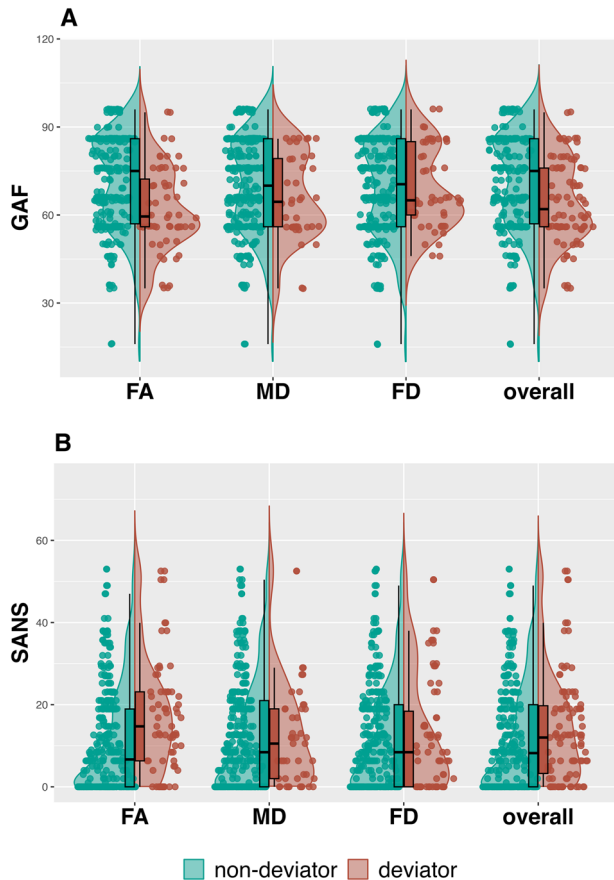 A
120
90
60
30
GAF
FA MD FD overall
B
60
40
20
0
SANS
FA MD FD overall
non-deviator deviator